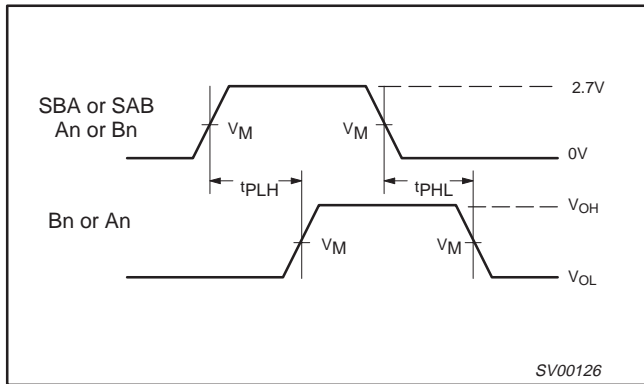 2.7V
SBA or SAB
An or Bn
VM
VM
0V
tPLH
tPHL
Bn or An
VOH
VM
VM
VOL
SV00126